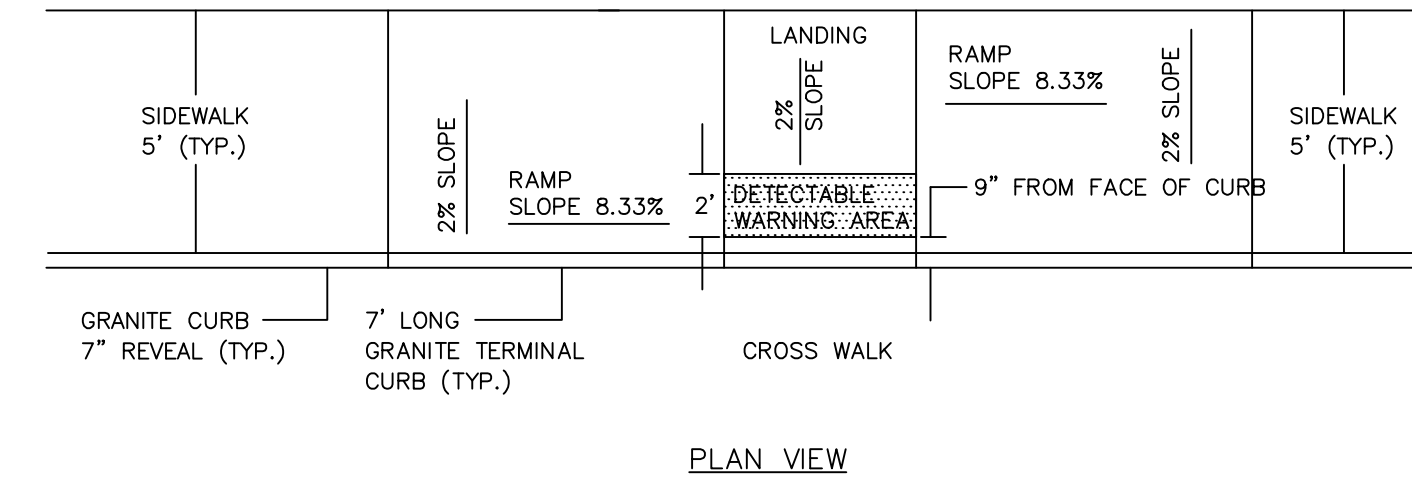 LANDING
2%
SLOPE
RAMP
SLOPE 8.33%
2% SLOPE
SIDEWALK
5' (TYP.)
2% SLOPE
RAMP
SLOPE 8.33%
2'
DETECTABLE
WARNING AREA
9" FROM FACE OF CURB
SIDEWALK
5' (TYP.)
GRANITE CURB
7" REVEAL (TYP.)
7' LONG
GRANITE TERMINAL
CURB (TYP.)
CROSS WALK
PLAN VIEW